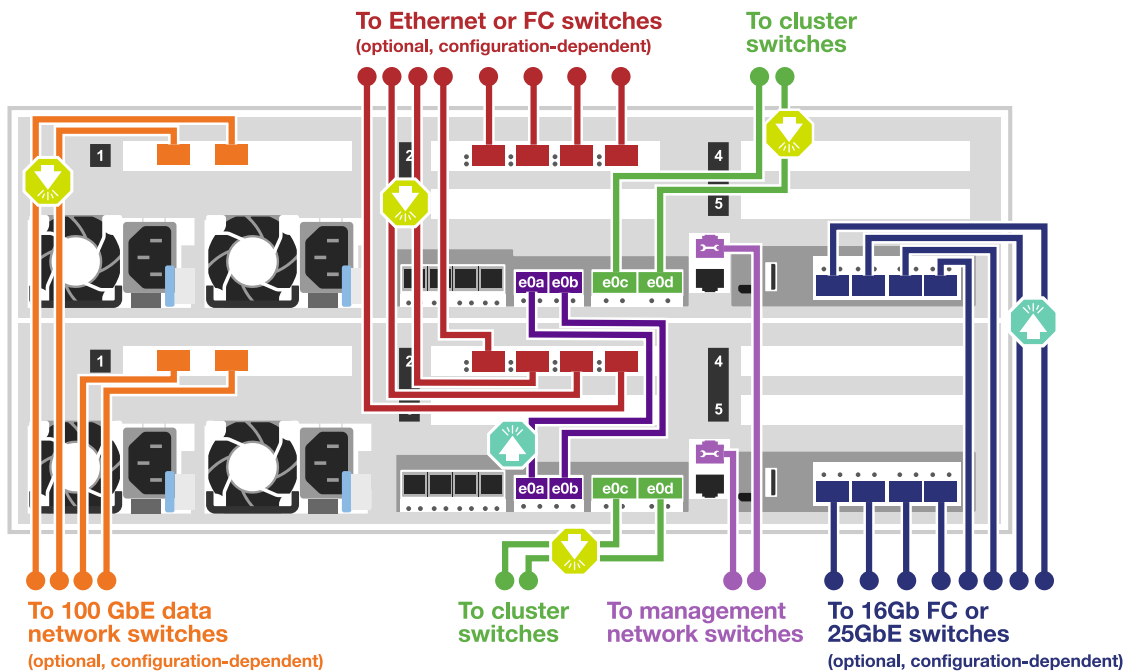 To Ethernet or FC switches
(optional, configuration-dependent)
To cluster
switches
1
2
4
5
e0a e0b e0c e0d
1
2
4
5
e0a e0b e0c e0d
To 100 GbE data
network switches
(optional, configuration-dependent)
To cluster
switches
To management
network switches
To 16Gb FC or
25GbE switches
(optional, configuration-dependent)